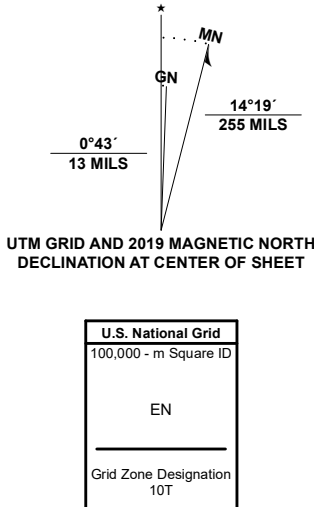 ★
MN
GN
0°43´
13 MILS
14°19´
255 MILS
UTM GRID AND 2019 MAGNETIC NORTH
DECLINATION AT CENTER OF SHEET
U.S. National Grid
100,000 - m Square ID
EN
Grid Zone Designation
10T